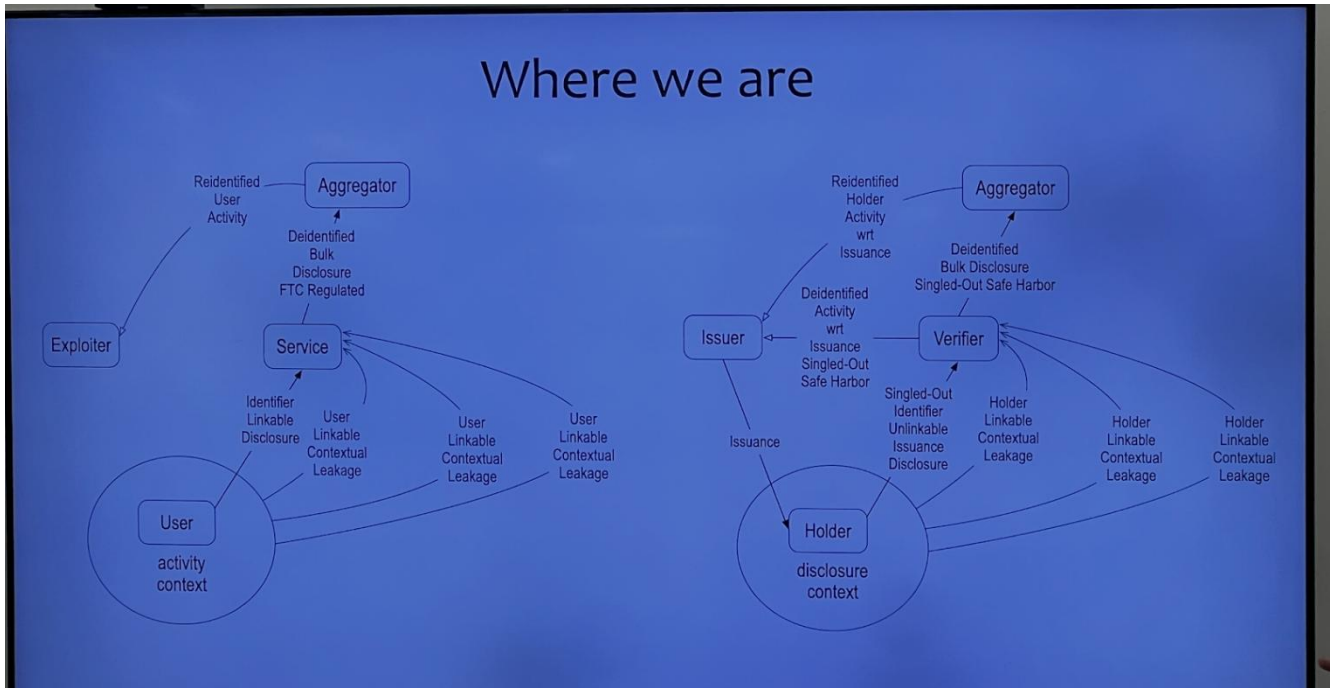 Where we are
Reidentified
User
Activity
Aggregator
Deidentified
Bulk
Disclosure
FTC Regulated
Exploiter
Service
Identifier
Linkable
Disclosure
User
Linkable
Contextual
Leakage
User
Linkable
Contextual
Leakage
User
Linkable
Contextual
Leakage
User
activity
context
Reidentified
Holder
Activity
wrt
Issuance
Aggregator
Deidentified
Bulk Disclosure
Singled-Out Safe Harbor
Deidentified
Activity
wrt
Issuance
Singled-Out
Safe Harbor
Issuer
Verifier
Issuance
Singled-Out
Identifier
Unlinkable
Issuance
Disclosure
Holder
Linkable
Contextual
Leakage
Holder
Linkable
Contextual
Leakage
Holder
Linkable
Contextual
Leakage
Holder
disclosure
context